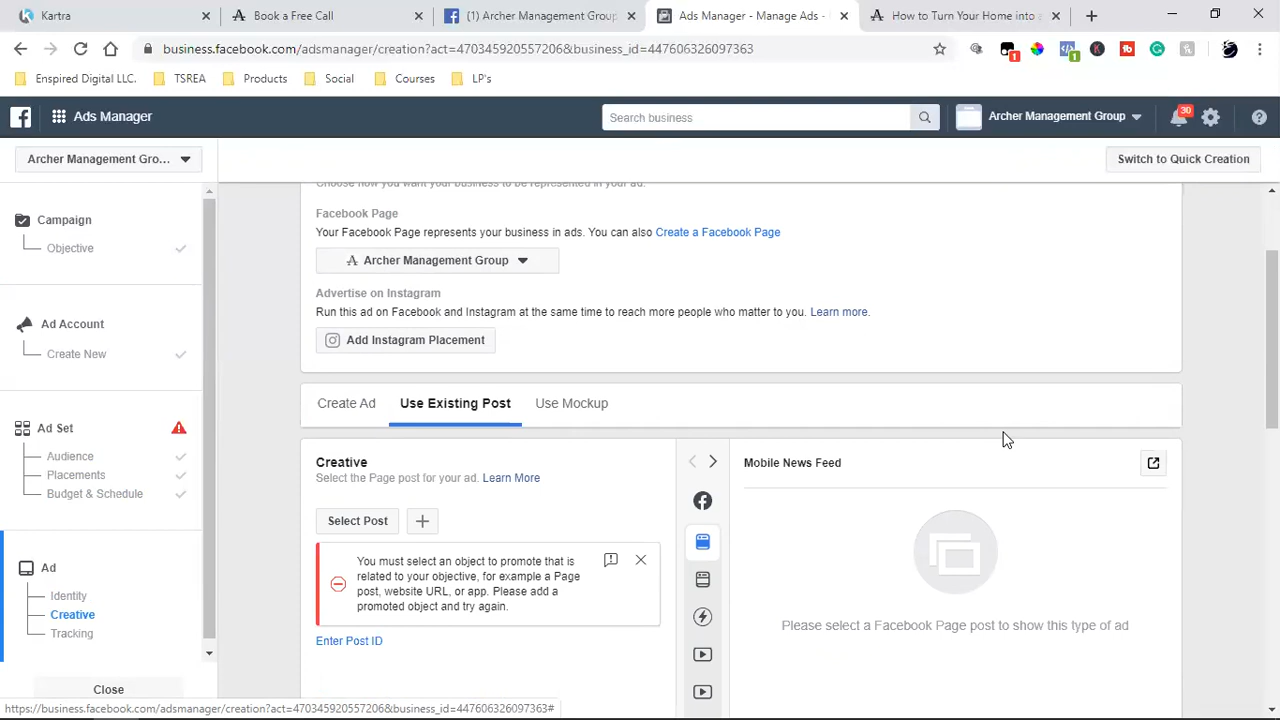 Kartra
Book a Free Call
(1) Archer Management Group
Ads Manager - Manage Ads -
How to Turn Your Home into a
business.facebook.com/adsmanager/creation?act=470345920557206&business_id=447606326097363
1
1
Enspired Digital LLC.
TSREA
Products
Social
Courses
LP's
Ads Manager
Search business
Archer Management Group
30
Archer Management Gro...
Switch to Quick Creation
Campaign
Objective
Ad Account
Create New
Ad Set
Audience
Placements
Budget & Schedule
Ad
Identity
Creative
Tracking
Close
Choose how you want your business to be represented in your ad.
Facebook Page
Your Facebook Page represents your business in ads. You can also Create a Facebook Page
Archer Management Group
Advertise on Instagram
Run this ad on Facebook and Instagram at the same time to reach more people who matter to you. Learn more.
Add Instagram Placement
Create Ad
Use Existing Post
Use Mockup
Creative
Select the Page post for your ad. Learn More
Select Post
You must select an object to promote that is
related to your objective, for example a Page
post, website URL, or app. Please add a
promoted object and try again.
Enter Post ID
Mobile News Feed
Please select a Facebook Page post to show this type of ad
https://business.facebook.com/adsmanager/creation?act=470345920557206&business_id=447606326097363#